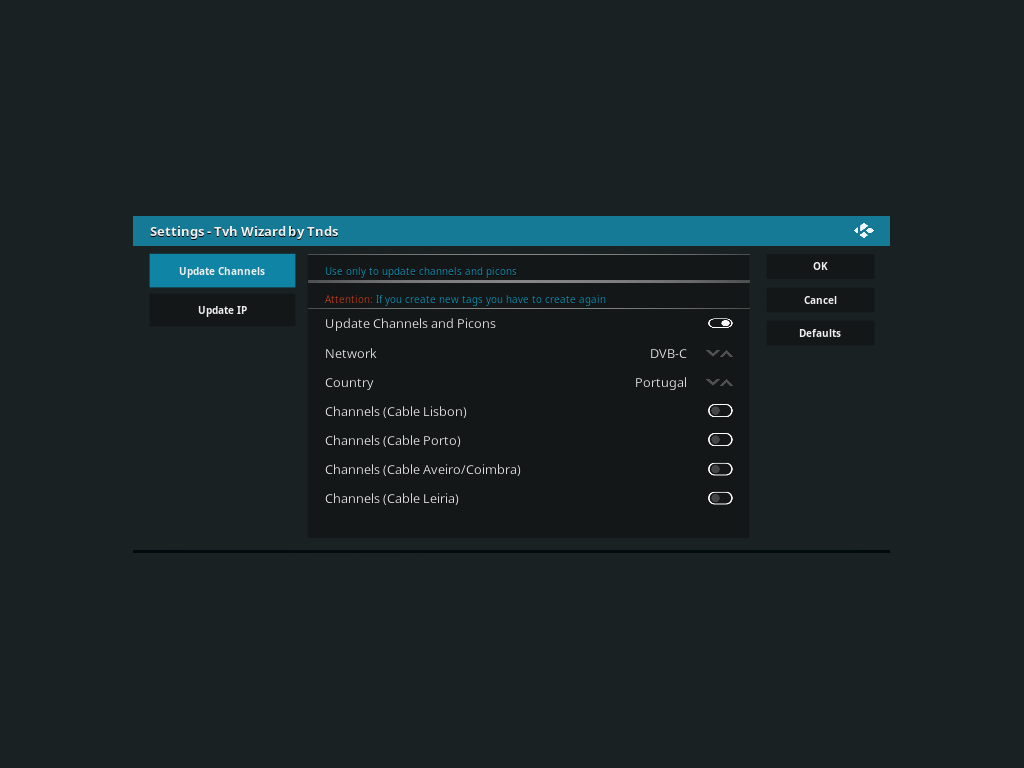 Settings - Tvh Wizard by Tnds
Update Channels
Update IP
Use only to update channels and picons
Attention: If you create new tags you have to create again
Update Channels and Picons
Network DVB-C
Country Portugal
Channels (Cable Lisbon)
Channels (Cable Porto)
Channels (Cable Aveiro/Coimbra)
Channels (Cable Leiria)
OK
Cancel
Defaults